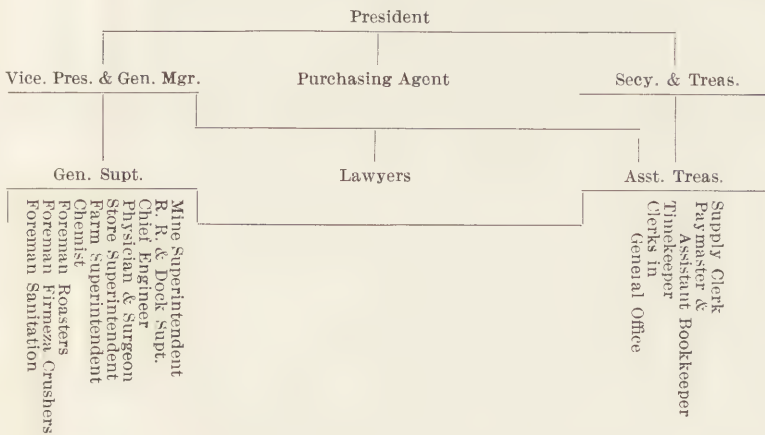 President
Vice. Pres. & Gen. Mgr.
Purchasing Agent
Secy. & Treas.
Gen. Supt.
Lawyers
Asst. Treas.
Mine Superintendent
R. R. & Dock Supt.
Chief Engineer
Physician & Surgeon
Store Superintendent
Farm Superintendent
Chemist
Foreman Roasters
Foreman Firmeza Crushers
Foreman Sanitation
Supply Clerk
Paymaster &
Assistant Bookkeeper
Timekeeper
Clerks in
General Office